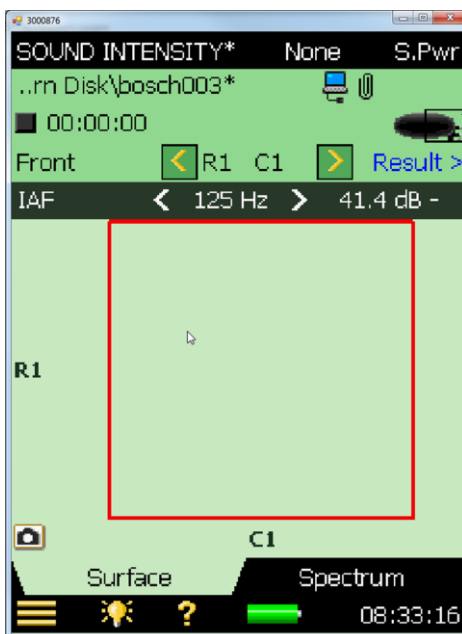 3000876
SOUND INTENSITY* None S.Pwr
..rn Disk\bosch003*
00:00:00
Front < R1 C1 > Result >
IAF < 125 Hz > 41.4 dB -
R1
C1
Surface Spectrum
? 08:33:16